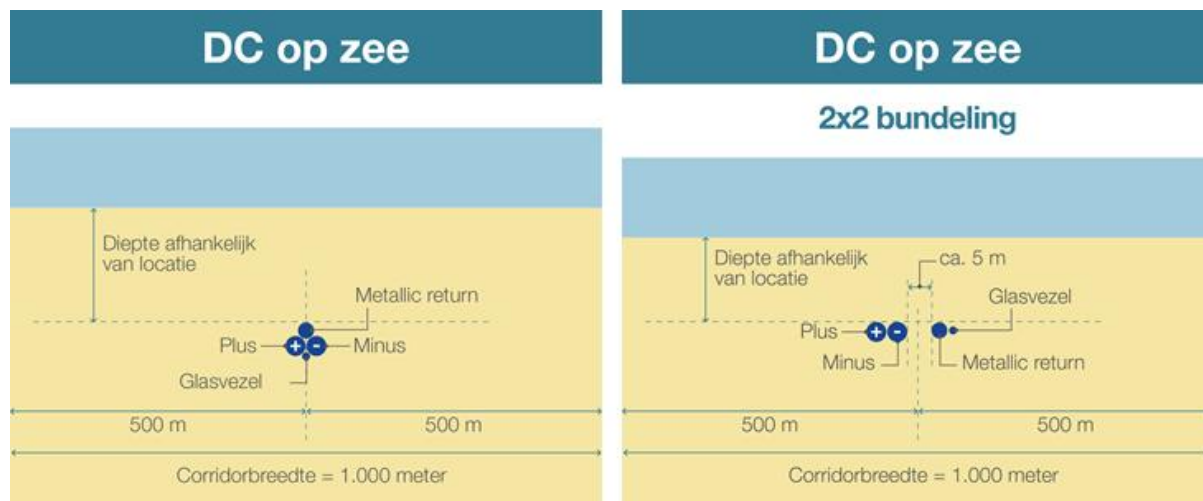 DC op zee
Diepte afhankelijk
van locatie
Metallic return
Plus
+
-
Minus
Glasvezel
500 m
500 m
Corridorbreedte = 1.000 meter
DC op zee
2x2 bundeling
Diepte afhankelijk
van locatie
ca. 5 m
Glasvezel
Plus
+
-
Minus
Metallic return
500 m
500 m
Corridorbreedte = 1.000 meter